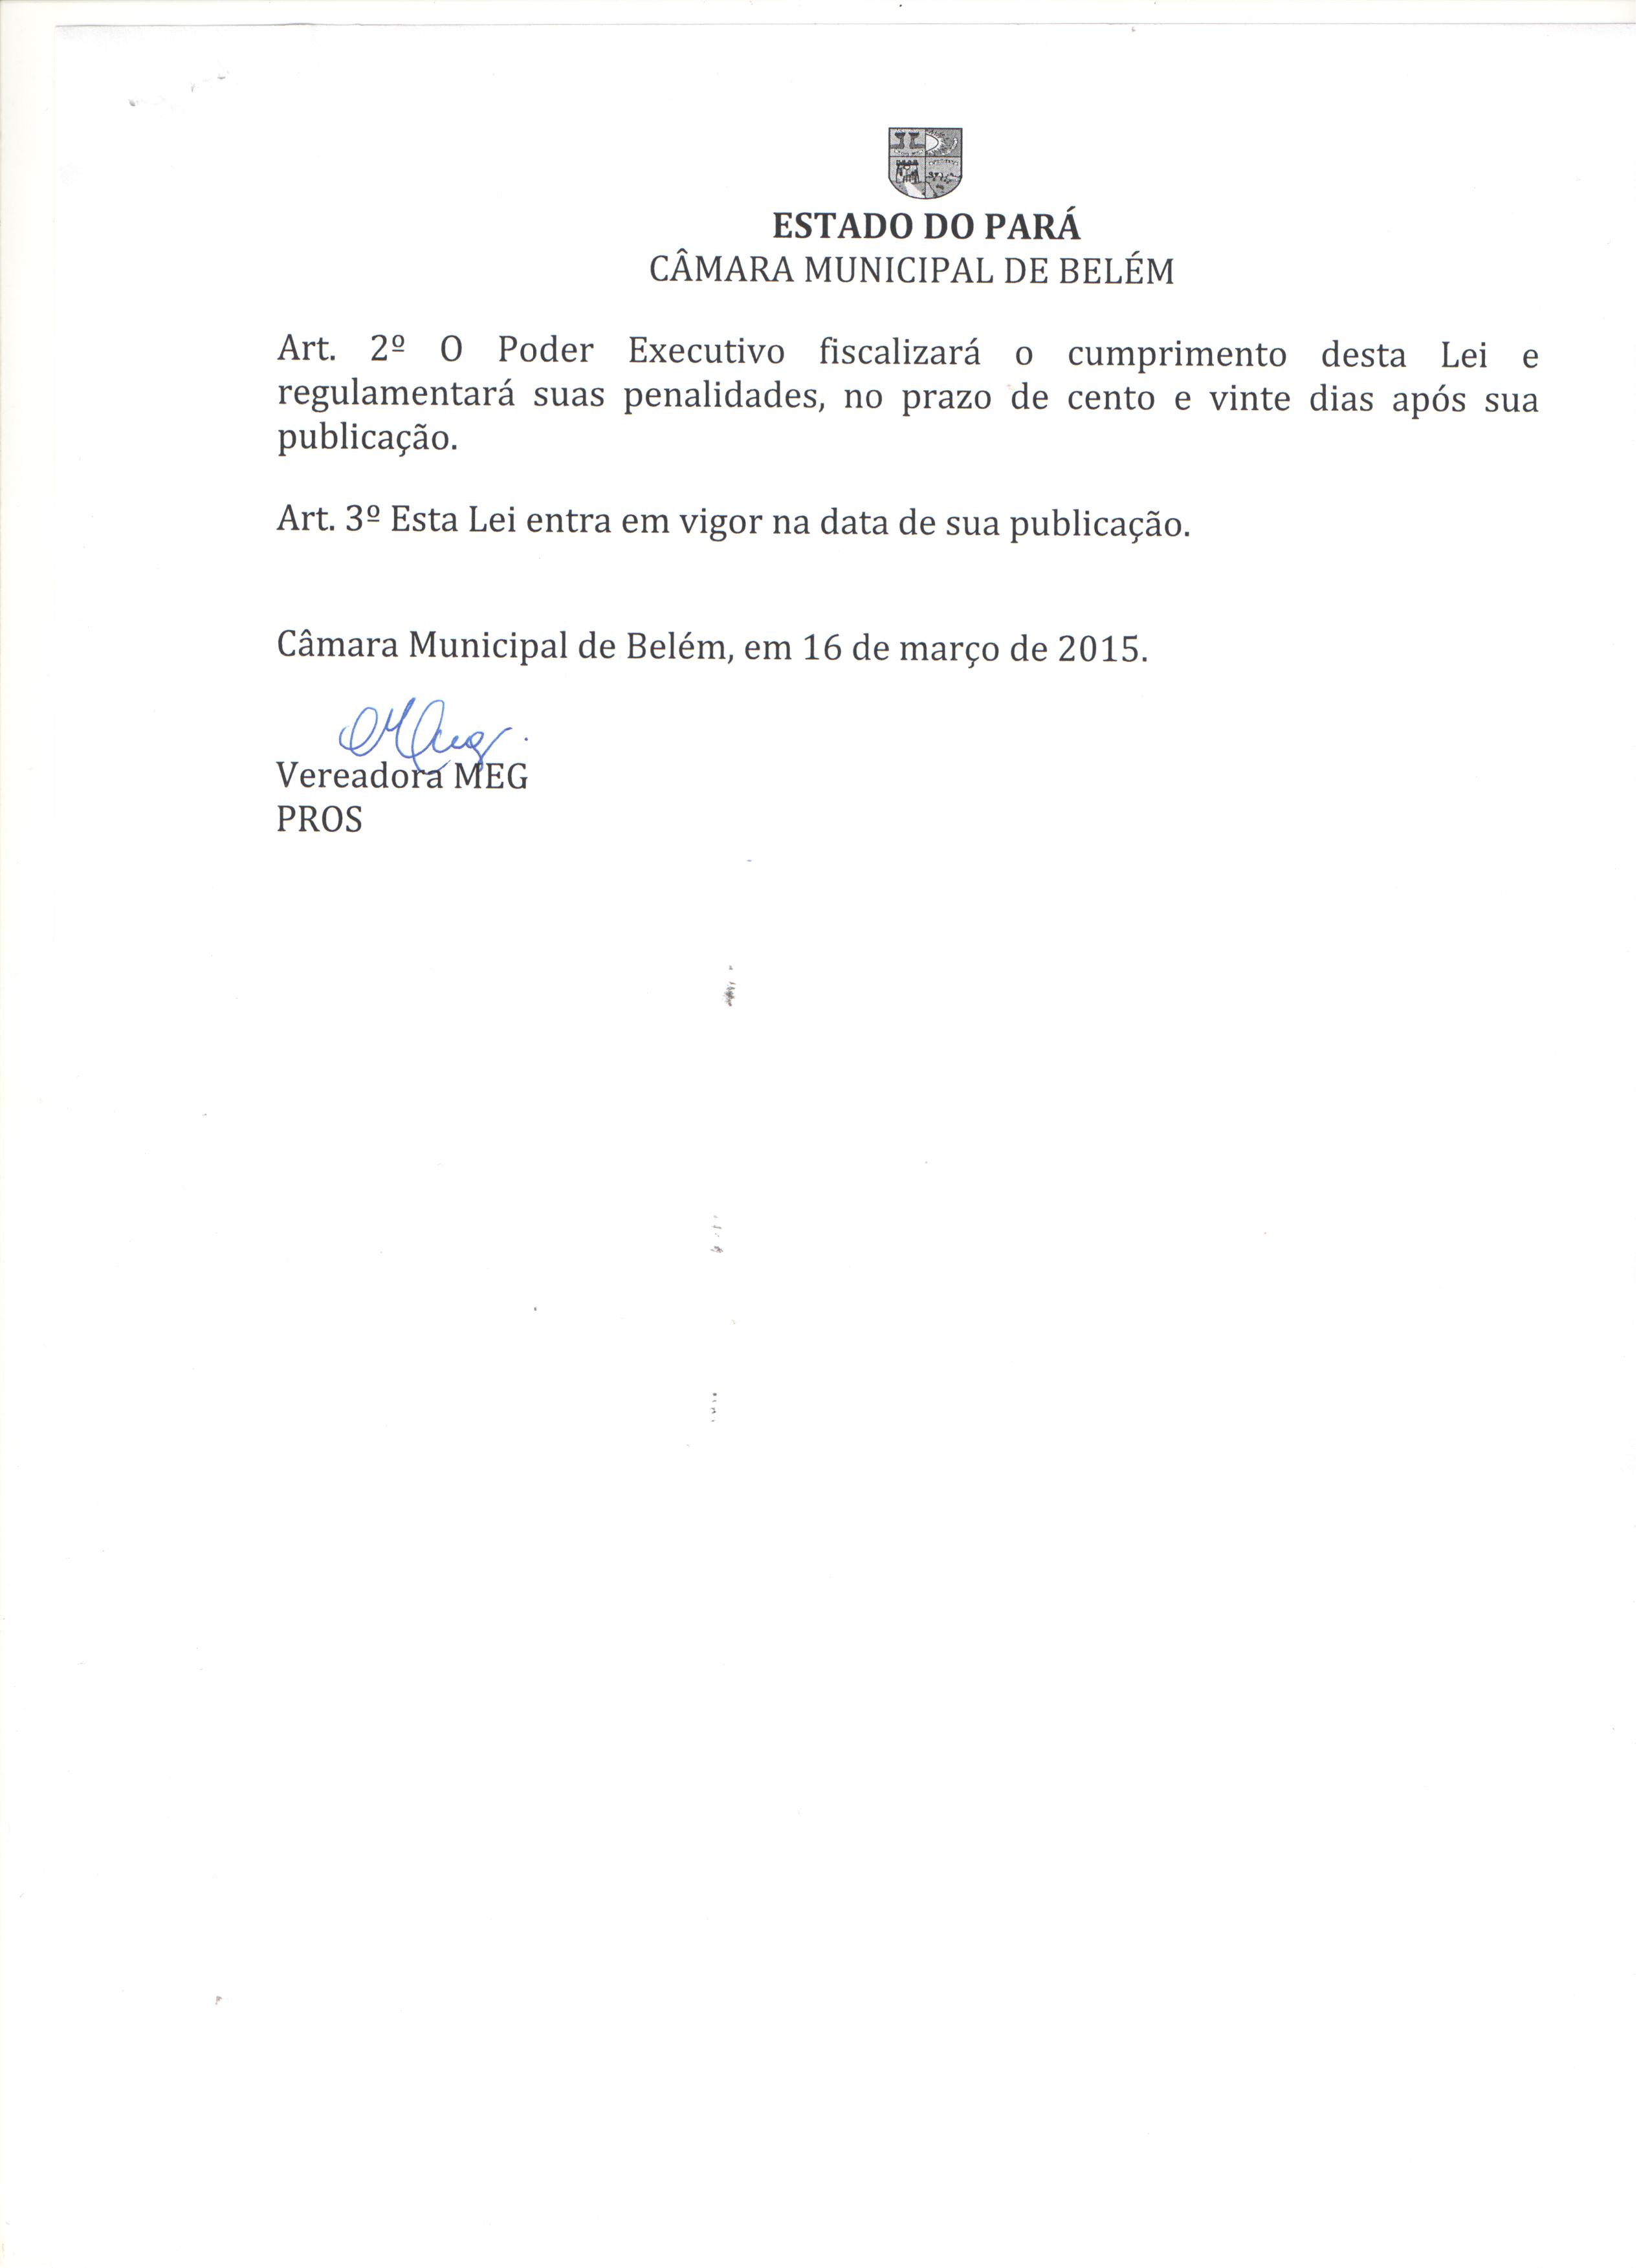 ESTADO DO PARÁ
CÂMARA MUNICIPAL DE BELÉM
Art. 2º O Poder Executivo fiscalizará o cumprimento desta Lei e
regulamentará suas penalidades, no prazo de cento e vinte dias após sua
publicação.
Art. 3º Esta Lei entra em vigor na data de sua publicação.
Câmara Municipal de Belém, em 16 de março de 2015.
Vereadora MEG
PROS